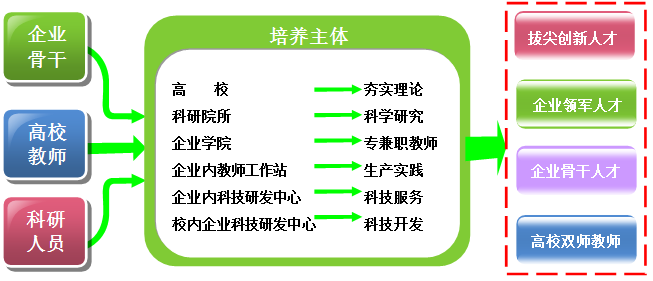 企业
骨干
高校
教师
科研
人员
培养主体
高 校 夯实理论
科研院所 科学研究
企业学院 专兼职教师
企业内教师工作站 生产实践
企业内科技研发中心 科技服务
校内企业科技研发中心 科技开发
拔尖创新人才
企业领军人才
企业骨干人才
高校双师教师